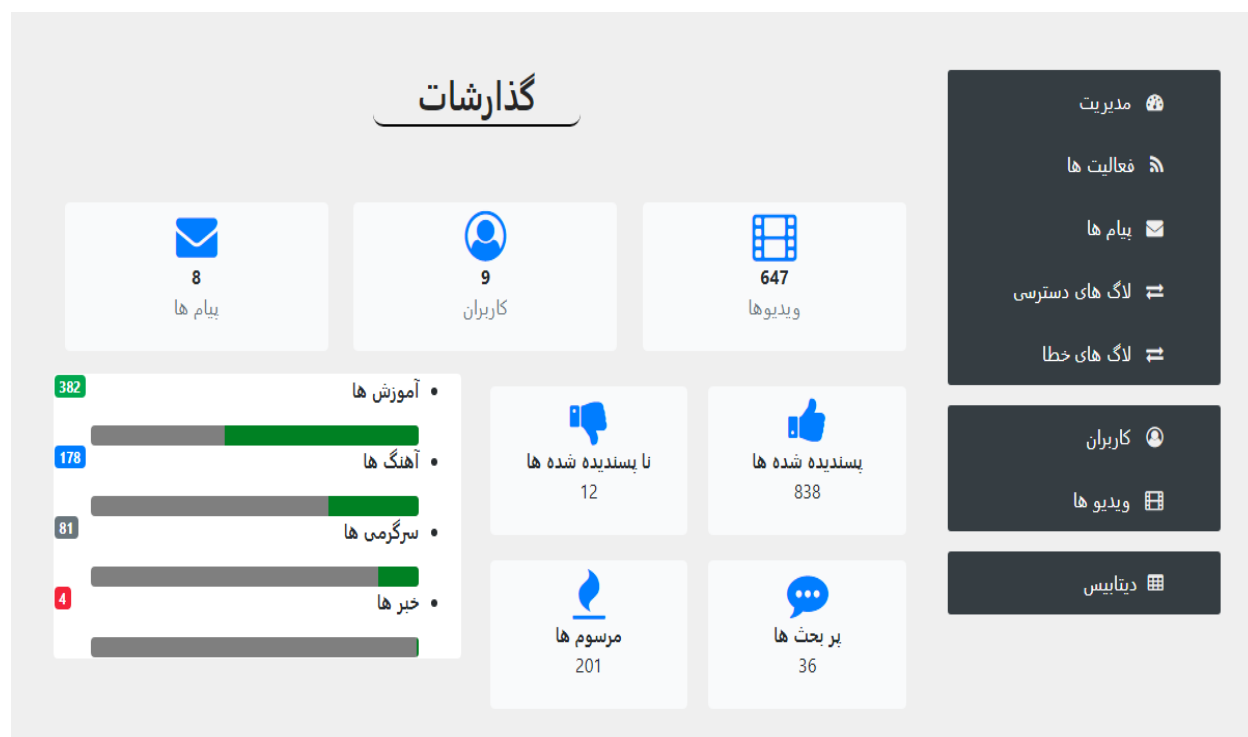 گذارشات
مدیریت
فعالیت ها
پیام ها
لاگ های دسترسی
لاگ های خطا
کاربران
ویدیو ها
دیتابیس
647
ویدیوها
9
کاربران
8
پیام ها
پسندیده شده ها
838
نا پسندیده شده ها
12
پر بحث ها
36
مرسوم ها
201
آموزش ها 382
آهنگ ها 178
سرگرمی ها 81
خبر ها 4